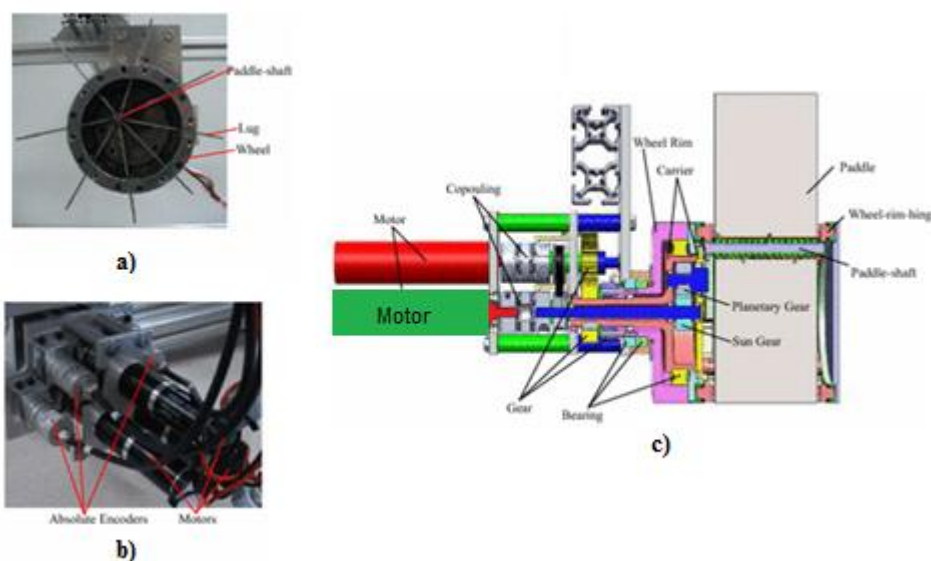 Paddle-shaft
Lug
Wheel
a)
Absolute Encoders
Motors
b)
Wheel Rim
Carrier
Paddle
Copouling
Motor
Wheel-rim-hing
Paddle-shaft
Motor
Planetary Gear
Sun Gear
Gear
Bearing
c)